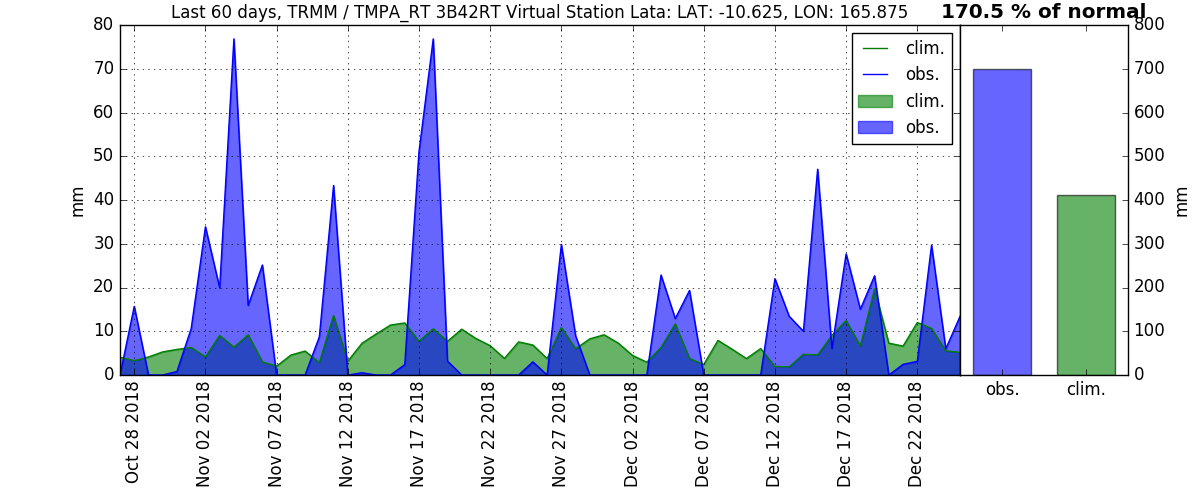 Last 60 days, TRMM / TMPA_RT 3B42RT Virtual Station Lata: LAT: -10.625, LON: 165.875
170.5 % of normal
80
70
60
50
40
30
20
10
0
mm
clim.
obs.
clim.
obs.
Oct 28 2018
Nov 02 2018
Nov 07 2018
Nov 12 2018
Nov 17 2018
Nov 22 2018
Nov 27 2018
Dec 02 2018
Dec 07 2018
Dec 12 2018
Dec 17 2018
Dec 22 2018
800
700
600
500
400
300
200
100
0
mm
obs.
clim.